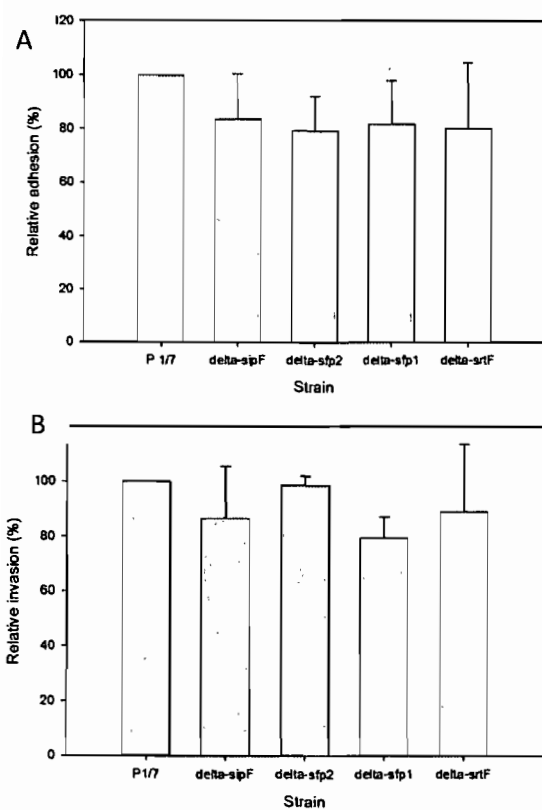 A
Relative adhesion (%)
120
100
80
60
40
20
0
P 1/7 delta-sipF delta-sfp2 delta-sfp1 delta-srtF
Strain
B
Relative invasion (%)
100
80
60
40
20
0
P1/7 delta-sipF delta-sfp2 delta-sfp1 delta-srtF
Strain